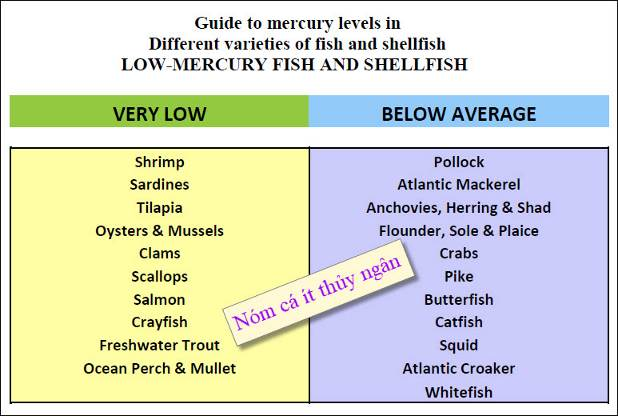 Guide to mercury levels in
Different varieties of fish and shellfish
LOW-MERCURY FISH AND SHELLFISH
VERY LOW
BELOW AVERAGE
Shrimp
Sardines
Tilapia
Oysters & Mussels
Clams
Scallops
Salmon
Crayfish
Freshwater Trout
Ocean Perch & Mullet
Pollock
Atlantic Mackerel
Anchovies, Herring & Shad
Flounder, Sole & Plaice
Crabs
Pike
Butterfish
Catfish
Squid
Atlantic Croaker
Whitefish
Nóm cá ít thủy ngân